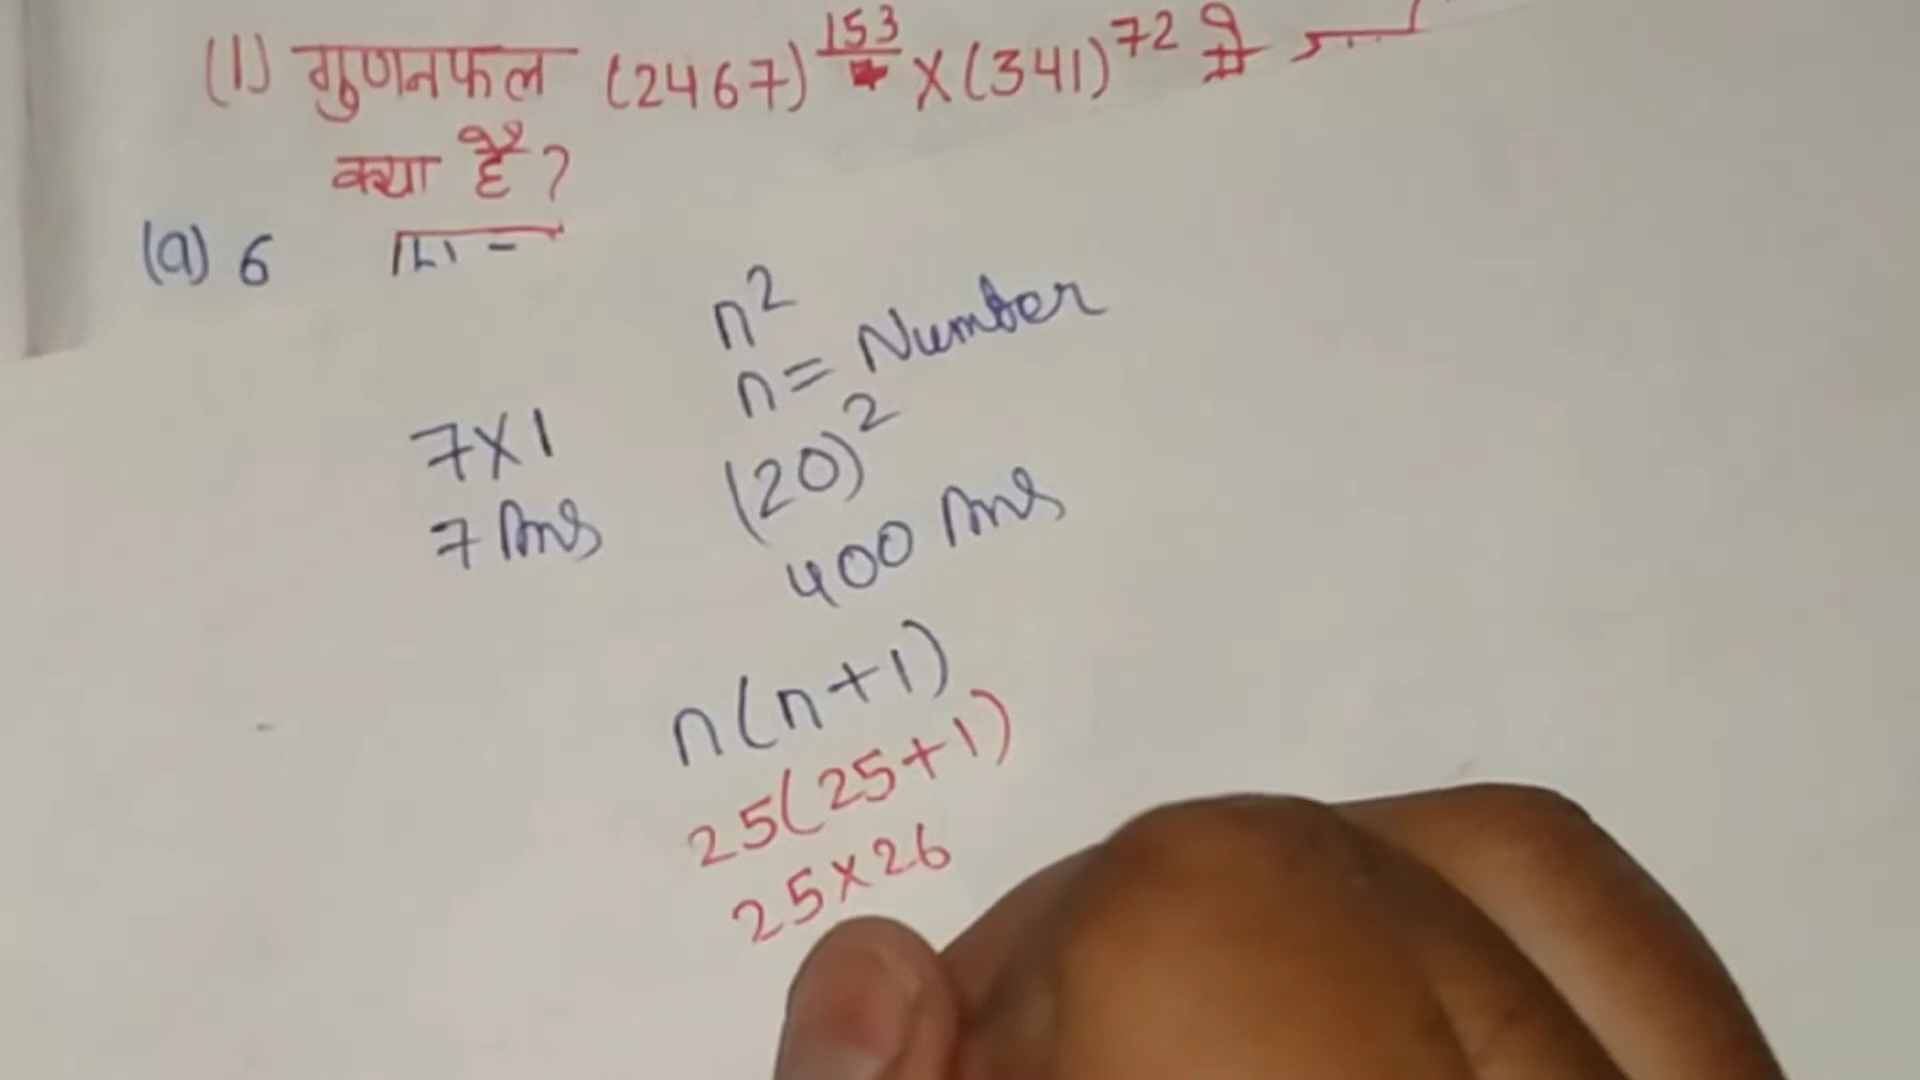 (1) गुणनफल (2467)^153 × (341)^72 में
क्या है?
(a) 6
n²
n = Number
7×1
(20)²
7 Ans
400 Ans
n(n+1)
25(25+1)
25×26